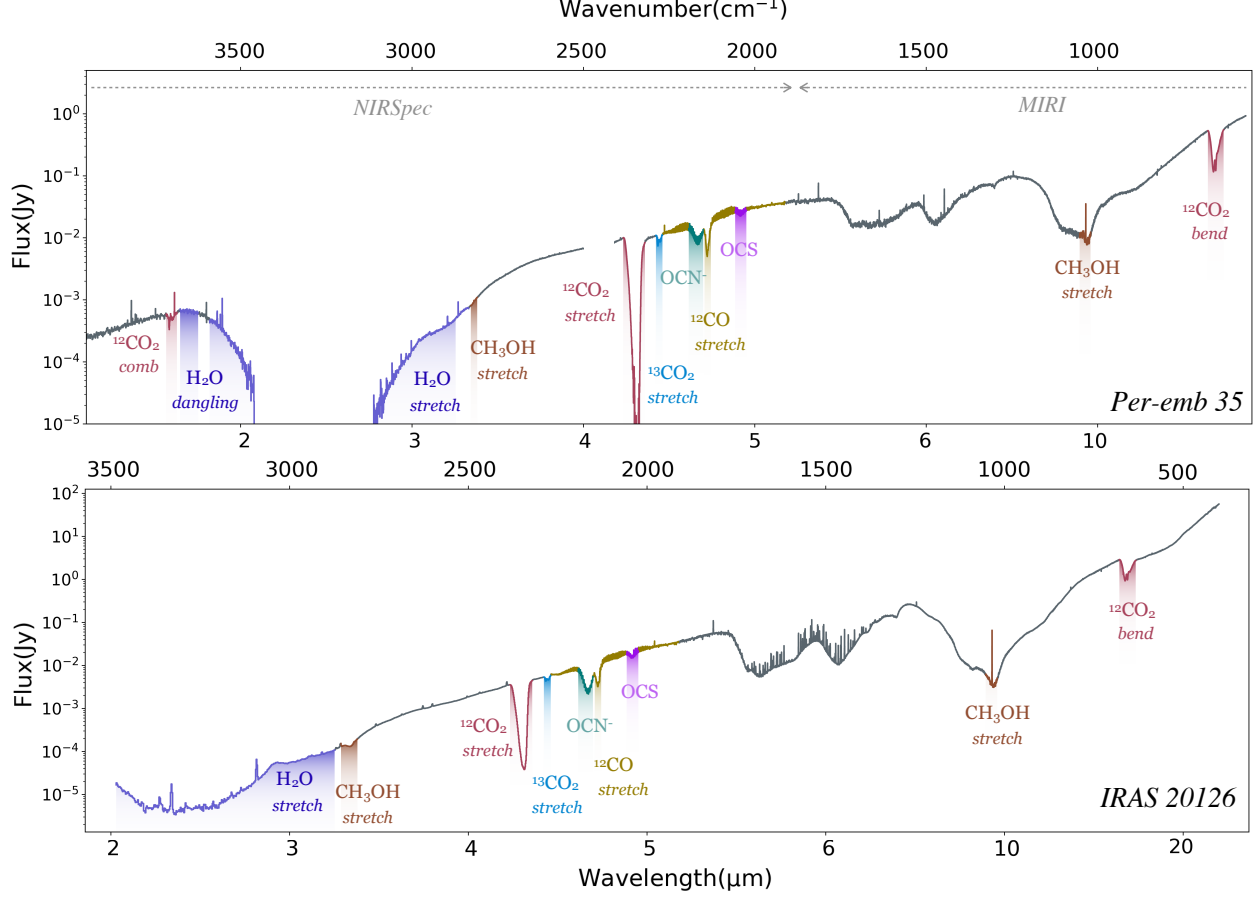 Wavenumber(cm⁻¹)
3500 3000 2500 2000 1500 1000
NIRSpec MIRI
10⁰
10⁻¹
10⁻²
10⁻³
10⁻⁴
10⁻⁵
Flux(Jy)
¹²CO₂
comb
H₂O
dangling
H₂O
stretch
CH₃OH
stretch
¹²CO₂
stretch
¹³CO₂
stretch
OCN⁻
¹²CO
stretch
OCS
CH₃OH
stretch
¹²CO₂
bend
Per-emb 35
2 3 4 5 6 10
3500 3000 2500 2000 1500 1000 500
10²
10¹
10⁰
10⁻¹
10⁻²
10⁻³
10⁻⁴
10⁻⁵
Flux(Jy)
H₂O
stretch
CH₃OH
stretch
¹²CO₂
stretch
¹³CO₂
stretch
OCN⁻
¹²CO
stretch
OCS
CH₃OH
stretch
¹²CO₂
bend
IRAS 20126
2 3 4 5 6 10 20
Wavelength(μm)